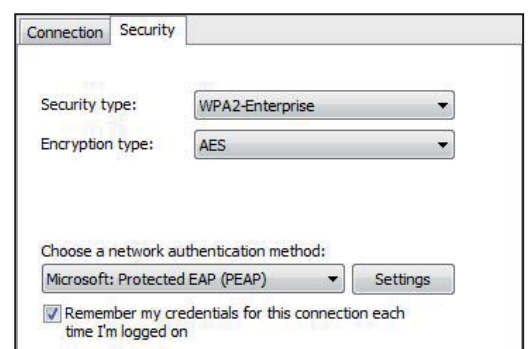 Connection Security
Security type: WPA2-Enterprise
Encryption type: AES
Choose a network authentication method:
Microsoft: Protected EAP (PEAP) Settings
Remember my credentials for this connection each
time I'm logged on